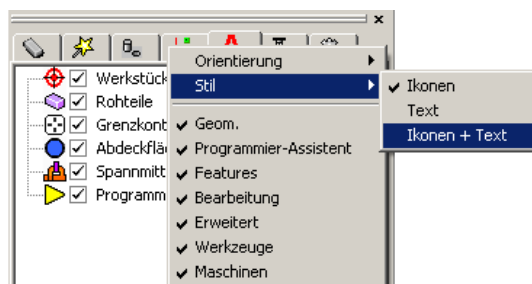 Orientierung
Stil
Ikonen
Text
Ikonen + Text
Werkstück
Rohteile
Grenzkont
Abdeckflä
Spannmitt
Programm
Geom.
Programmier-Assistent
Features
Bearbeitung
Erweitert
Werkzeuge
Maschinen